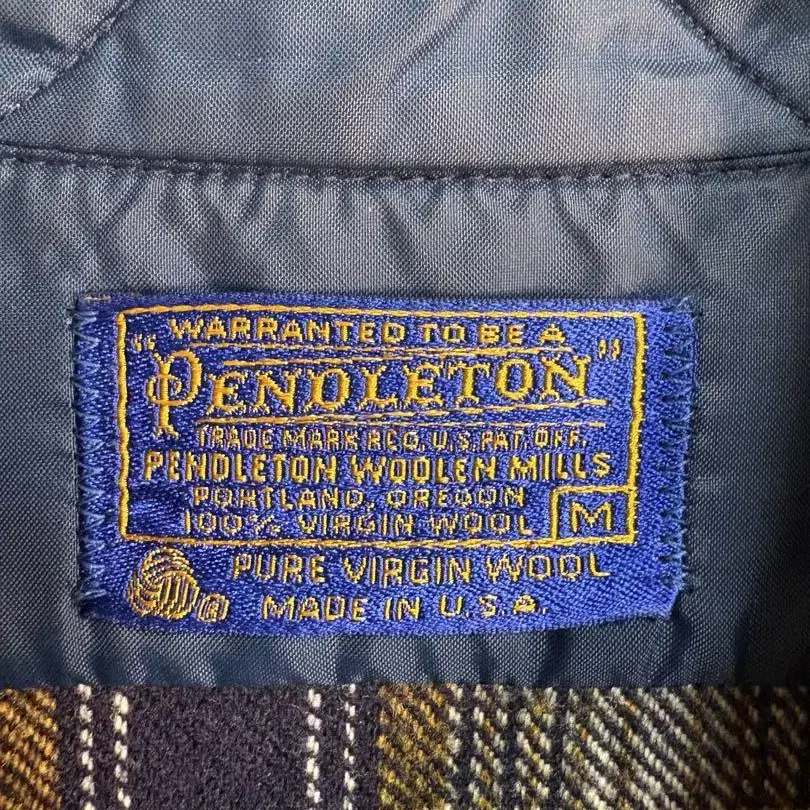 WARRANTED TO BE A
"PENDLETON"
TRADE MARK REG. U.S. PAT. OFF.
PENDLETON WOOLEN MILLS
PORTLAND, OREGON
100% VIRGIN WOOL M
PURE VIRGIN WOOL
® MADE IN U.S.A.